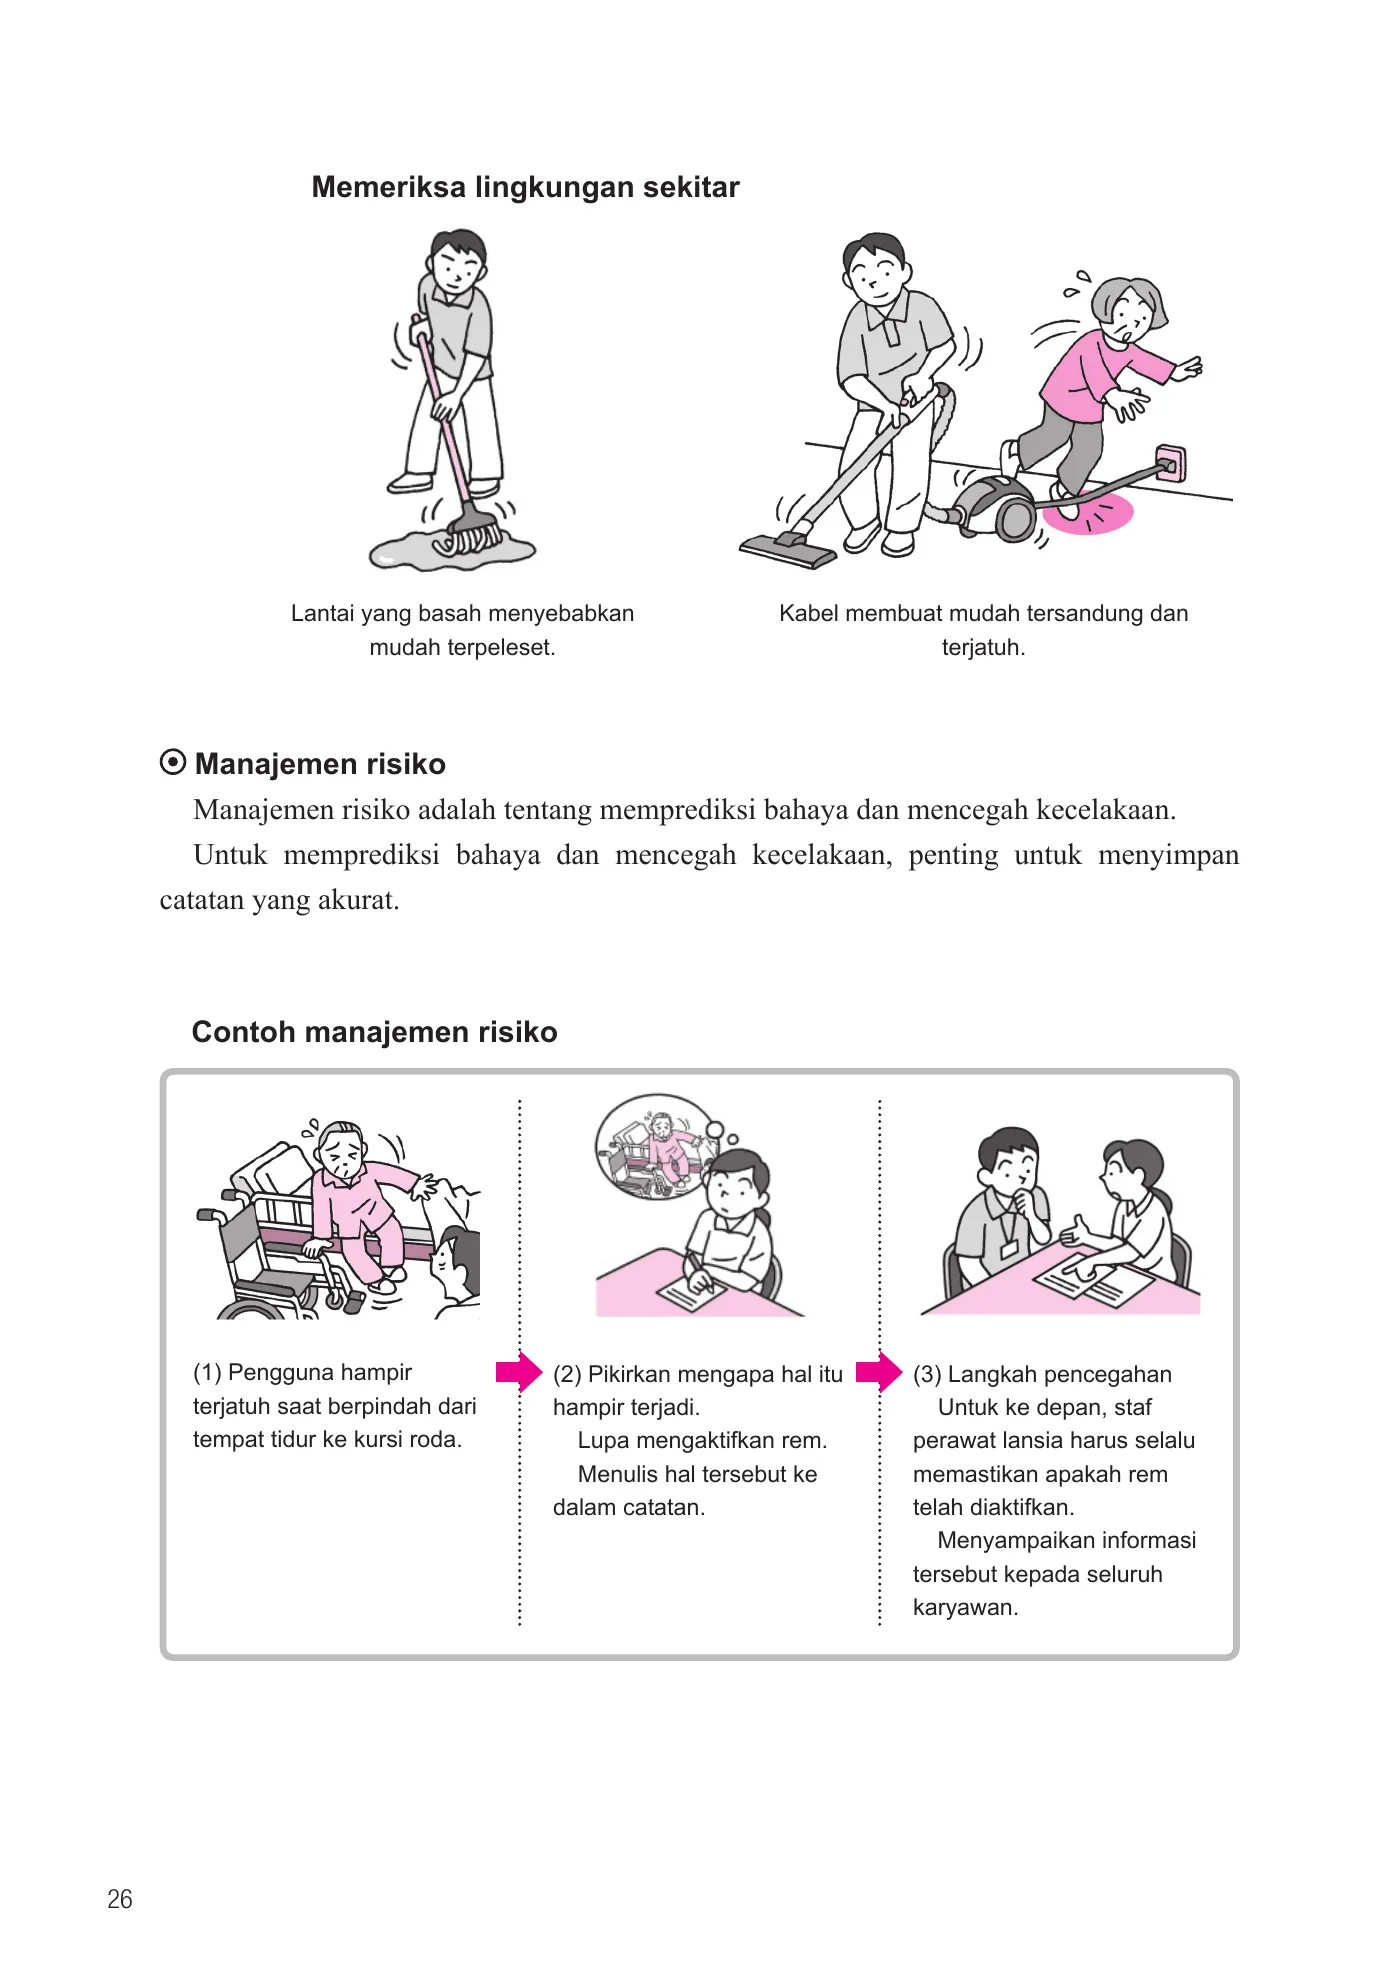 Memeriksa lingkungan sekitar
Lantai yang basah menyebabkan
mudah terpeleset.
Kabel membuat mudah tersandung dan
terjatuh.
Manajemen risiko
Manajemen risiko adalah tentang memprediksi bahaya dan mencegah kecelakaan.
Untuk memprediksi bahaya dan mencegah kecelakaan, penting untuk menyimpan
catatan yang akurat.
Contoh manajemen risiko
(1) Pengguna hampir
terjatuh saat berpindah dari
tempat tidur ke kursi roda.
(2) Pikirkan mengapa hal itu
hampir terjadi.
Lupa mengaktifkan rem.
Menulis hal tersebut ke
dalam catatan.
(3) Langkah pencegahan
Untuk ke depan, staf
perawat lansia harus selalu
memastikan apakah rem
telah diaktifkan.
Menyampaikan informasi
tersebut kepada seluruh
karyawan.
26